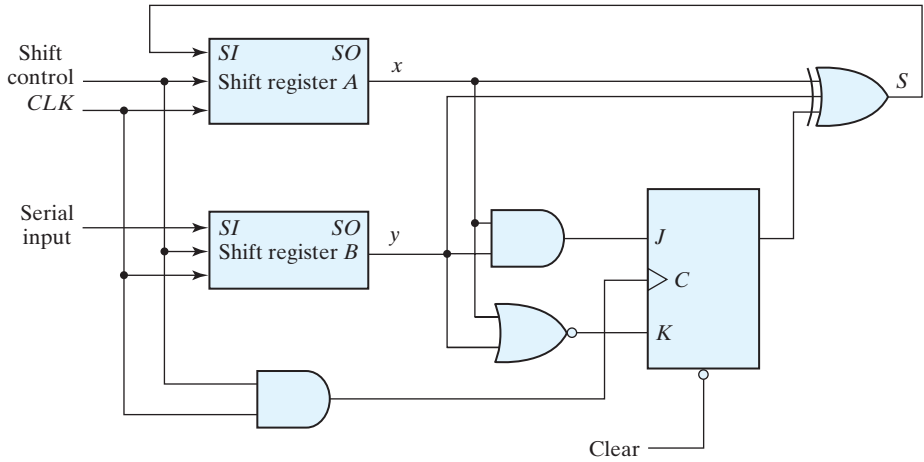 SI SO
Shift register A
x
Shift
control
CLK
S
Serial
input
SI SO
Shift register B
y
J
C
K
Clear